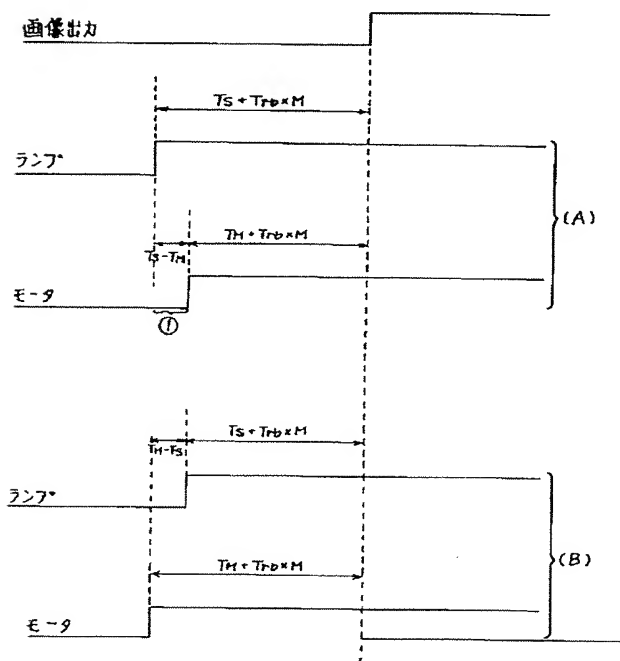 画像出力
Ts + Trb × M
ランプ
TM + Trb × M
Ts - TM
モータ
①
(A)
Ts + Trb × M
TM - Ts
ランプ
TM + Trb × M
モータ
(B)